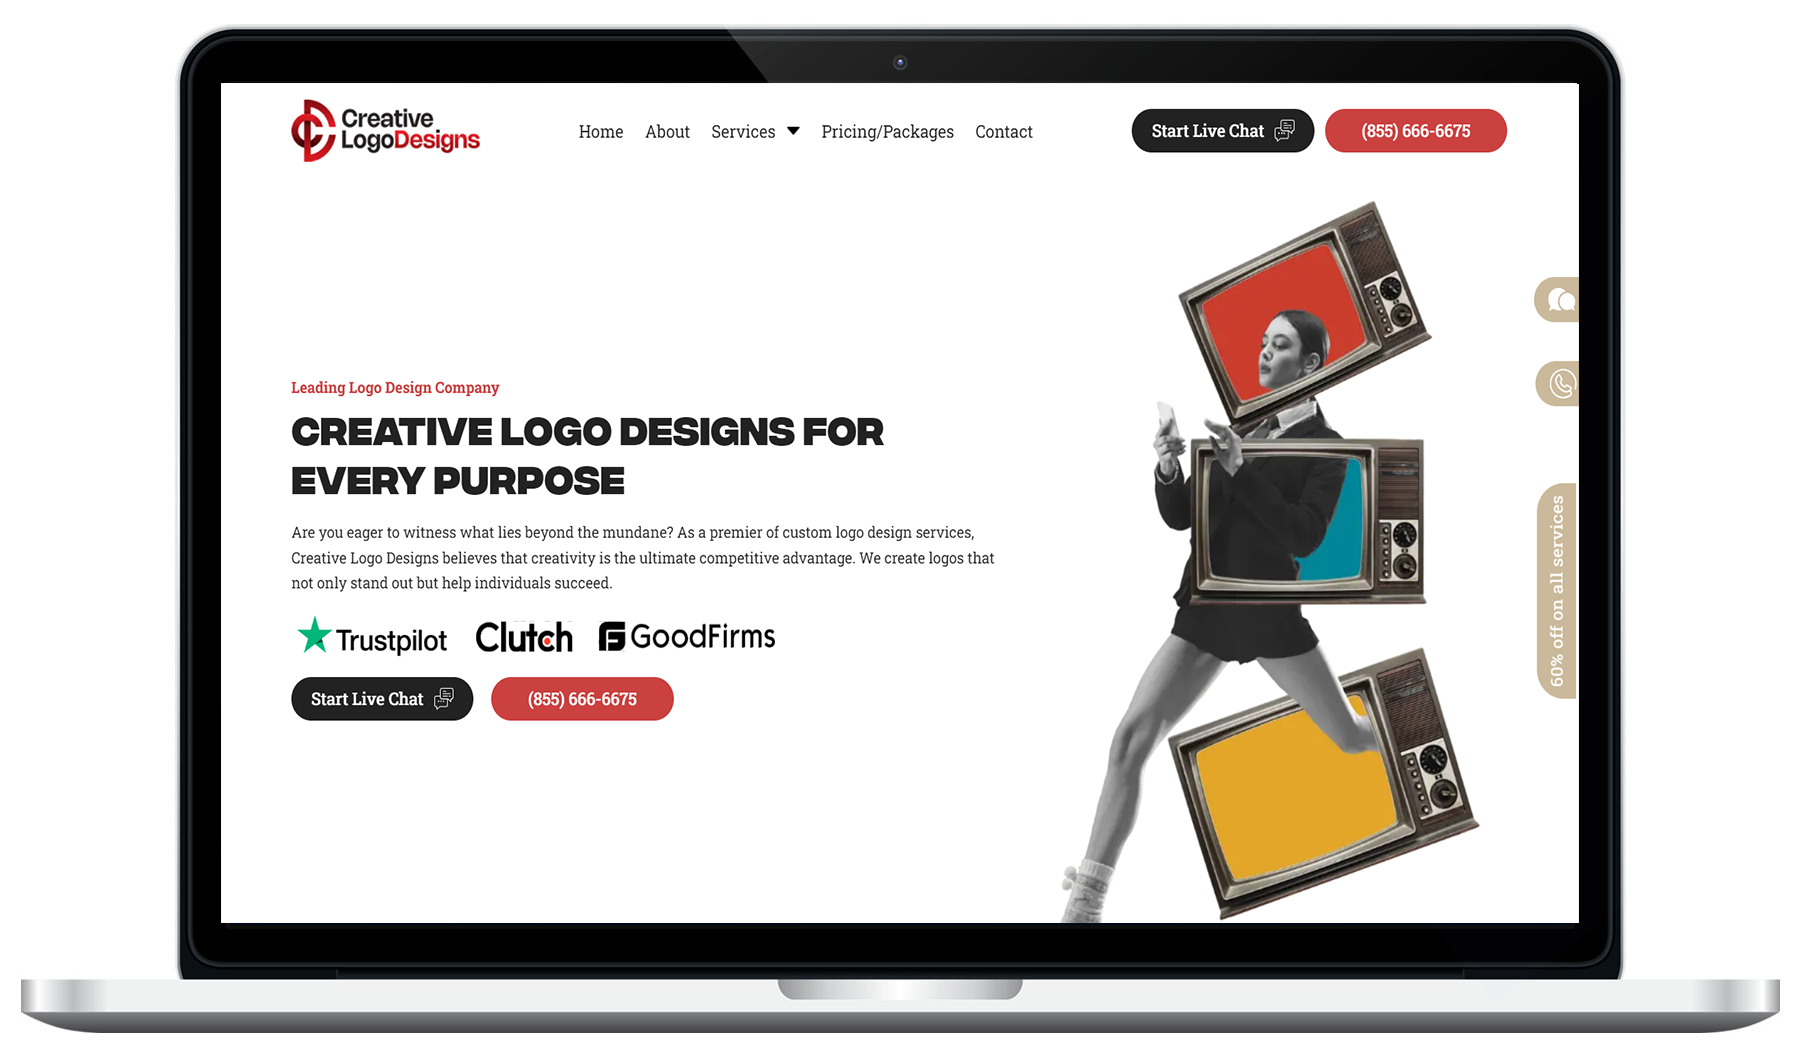 Creative
LogoDesigns
Home About Services Pricing/Packages Contact
Start Live Chat
(855) 666-6675
Leading Logo Design Company
CREATIVE LOGO DESIGNS FOR
EVERY PURPOSE
Are you eager to witness what lies beyond the mundane? As a premier of custom logo design services,
Creative Logo Designs believes that creativity is the ultimate competitive advantage. We create logos that
not only stand out but help individuals succeed.
Trustpilot Clutch GoodFirms
Start Live Chat
(855) 666-6675
60% off on all services